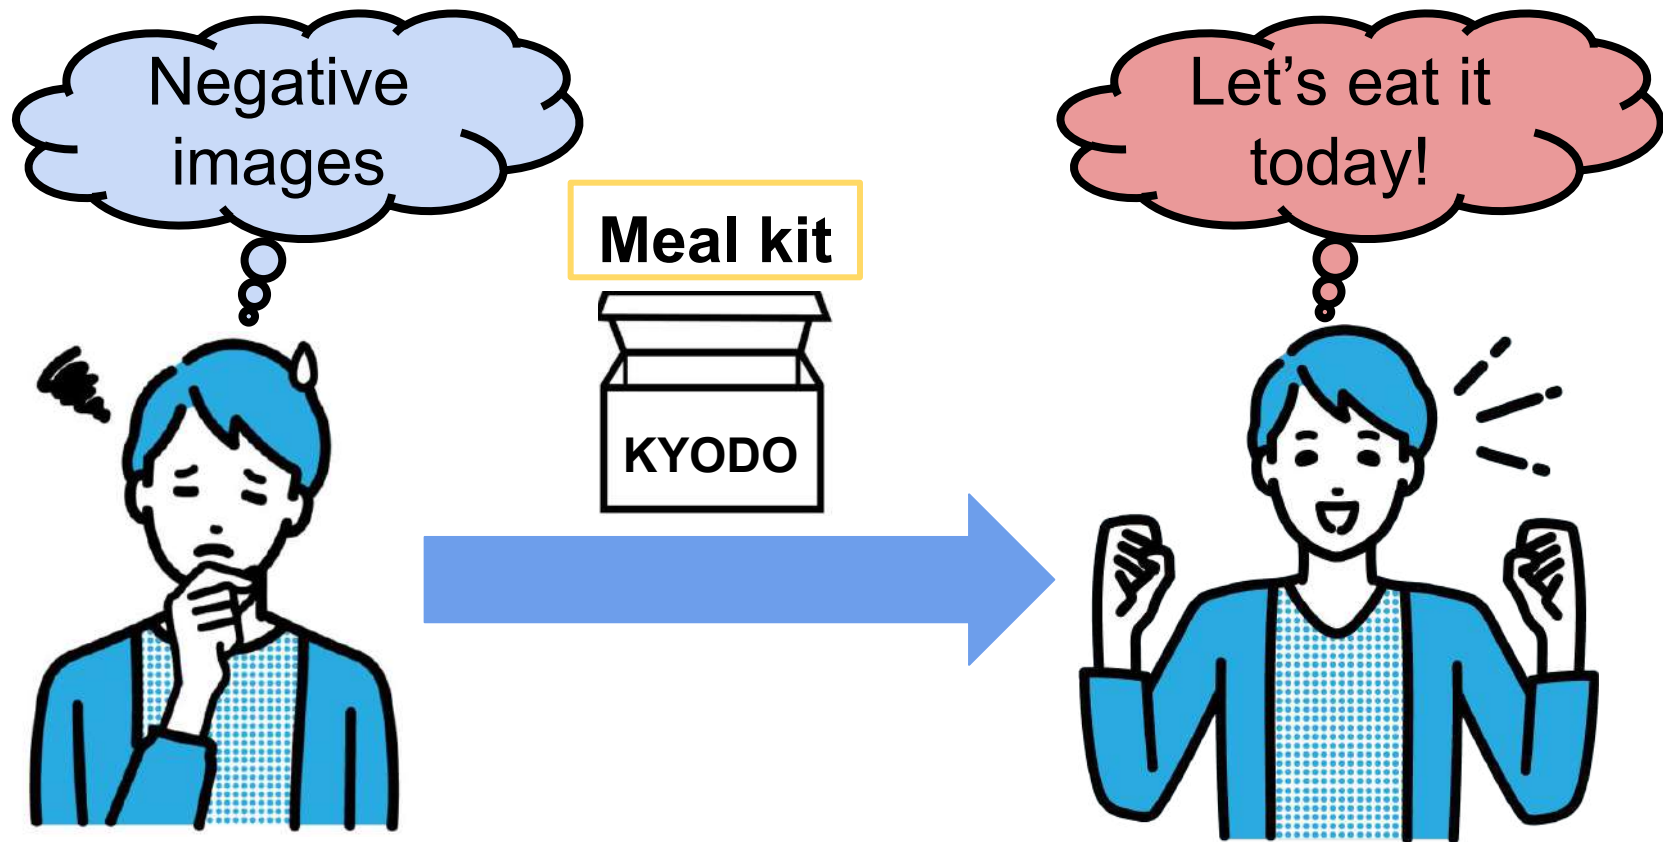 Negative
images
Let’s eat it
today!
Meal kit
KYODO